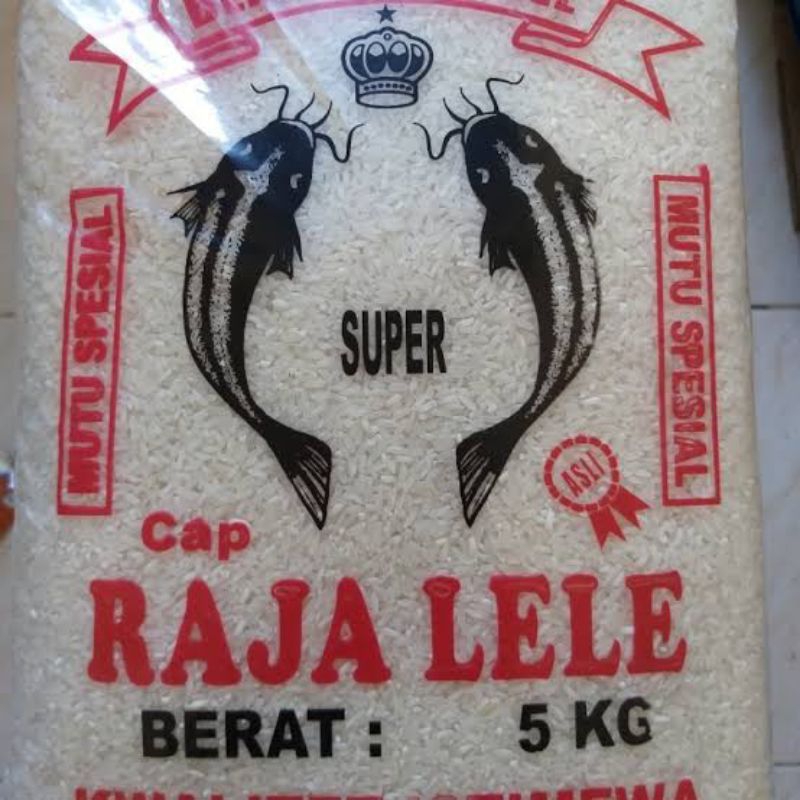 MUTU SPESIAL
MUTU SPESIAL
SUPER
ASLI
Cap
RAJA LELE
BERAT : 5 KG